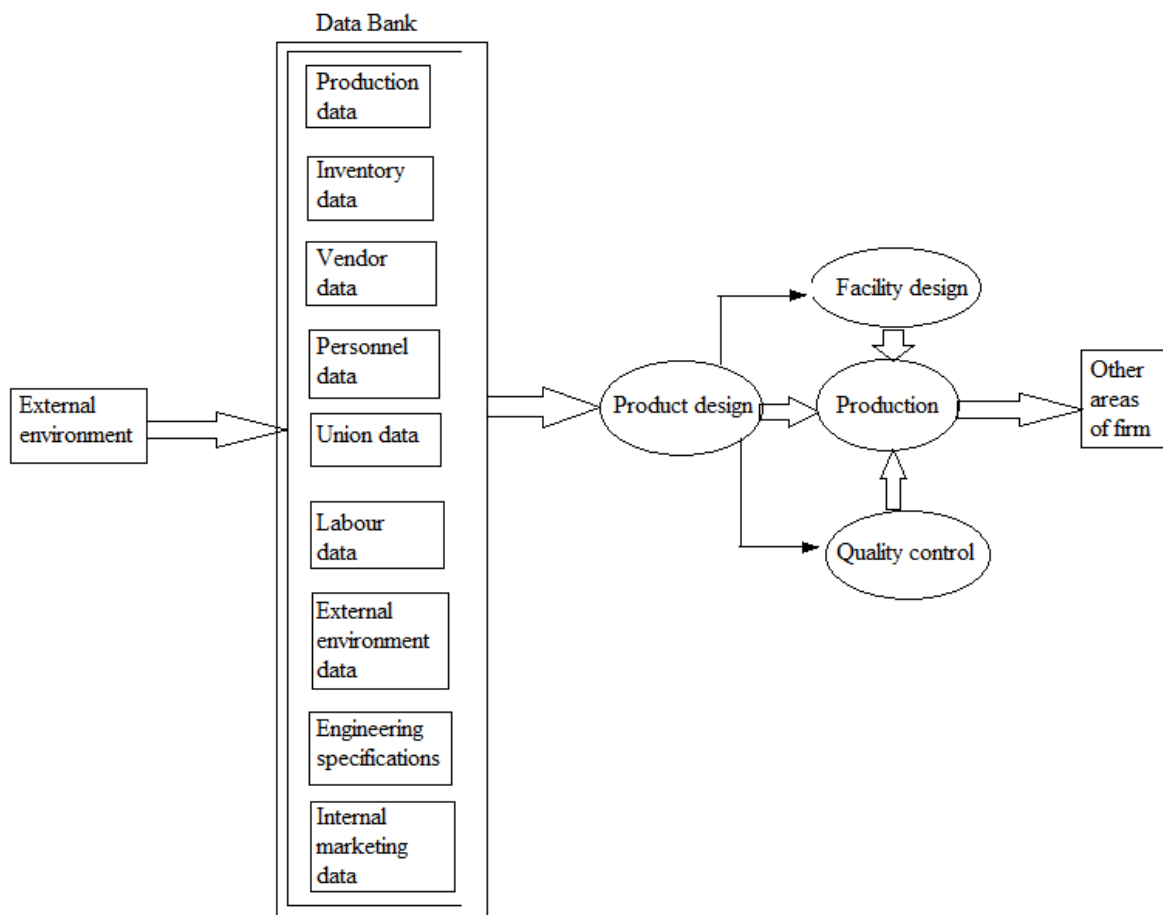 Data Bank
Production
data
Inventory
data
Vendor
data
Personnel
data
Union data
Labour
data
External
environment
data
Engineering
specifications
Internal
marketing
data
External
environment
Product design
Facility design
Production
Quality control
Other
areas
of firm